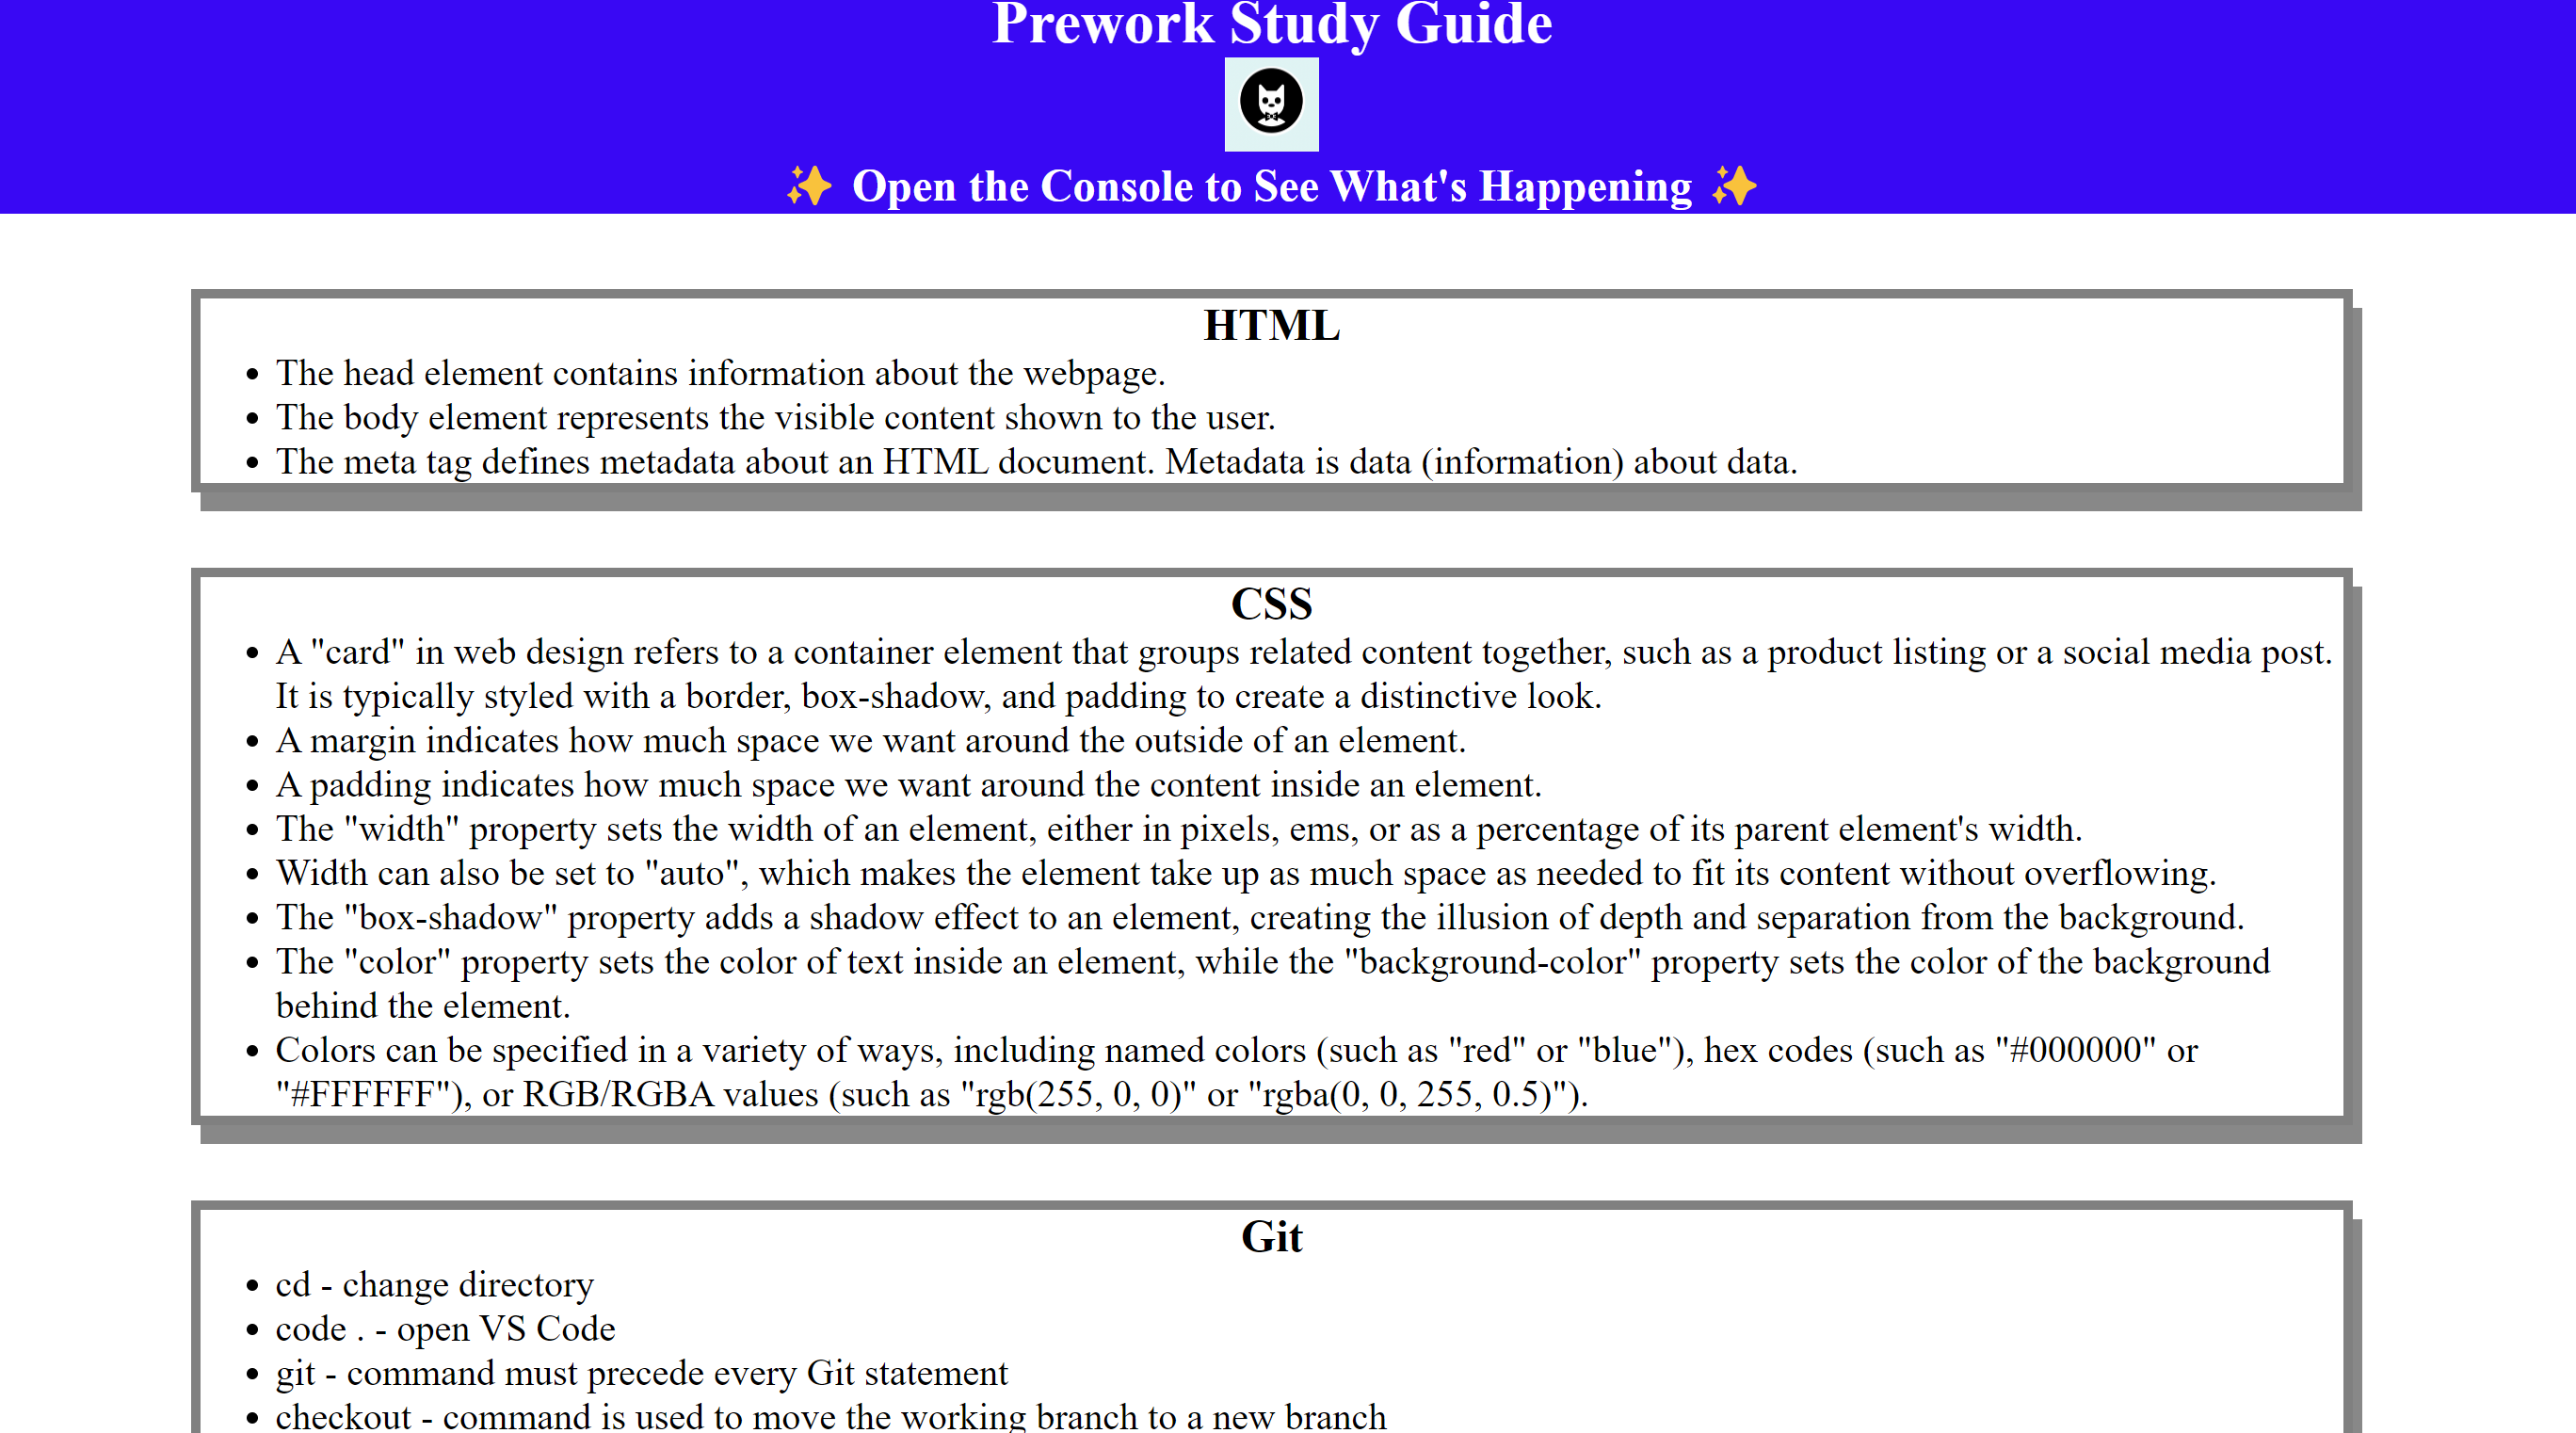 Prework Study Guide
✨ Open the Console to See What's Happening ✨
HTML
• The head element contains information about the webpage.
• The body element represents the visible content shown to the user.
• The meta tag defines metadata about an HTML document. Metadata is data (information) about data.
CSS
• A "card" in web design refers to a container element that groups related content together, such as a product listing or a social media post.
It is typically styled with a border, box-shadow, and padding to create a distinctive look.
• A margin indicates how much space we want around the outside of an element.
• A padding indicates how much space we want around the content inside an element.
• The "width" property sets the width of an element, either in pixels, ems, or as a percentage of its parent element's width.
• Width can also be set to "auto", which makes the element take up as much space as needed to fit its content without overflowing.
• The "box-shadow" property adds a shadow effect to an element, creating the illusion of depth and separation from the background.
• The "color" property sets the color of text inside an element, while the "background-color" property sets the color of the background
behind the element.
• Colors can be specified in a variety of ways, including named colors (such as "red" or "blue"), hex codes (such as "#000000" or
"#FFFFFF"), or RGB/RGBA values (such as "rgb(255, 0, 0)" or "rgba(0, 0, 255, 0.5)").
Git
• cd - change directory
• code . - open VS Code
• git - command must precede every Git statement
• checkout - command is used to move the working branch to a new branch